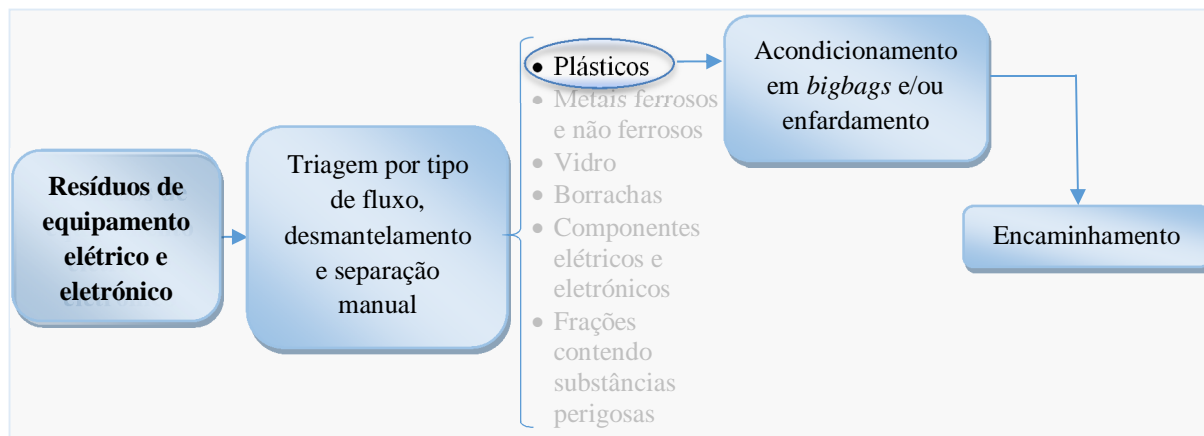 Resíduos de
equipamento
elétrico e
eletrónico
Triagem por tipo
de fluxo,
desmantelamento
e separação
manual
• Plásticos
• Metais ferrosos
e não ferrosos
• Vidro
• Borrachas
• Componentes
elétricos e
eletrónicos
• Frações
contendo
substâncias
perigosas
Acondicionamento
em bigbags e/ou
enfardamento
Encaminhamento